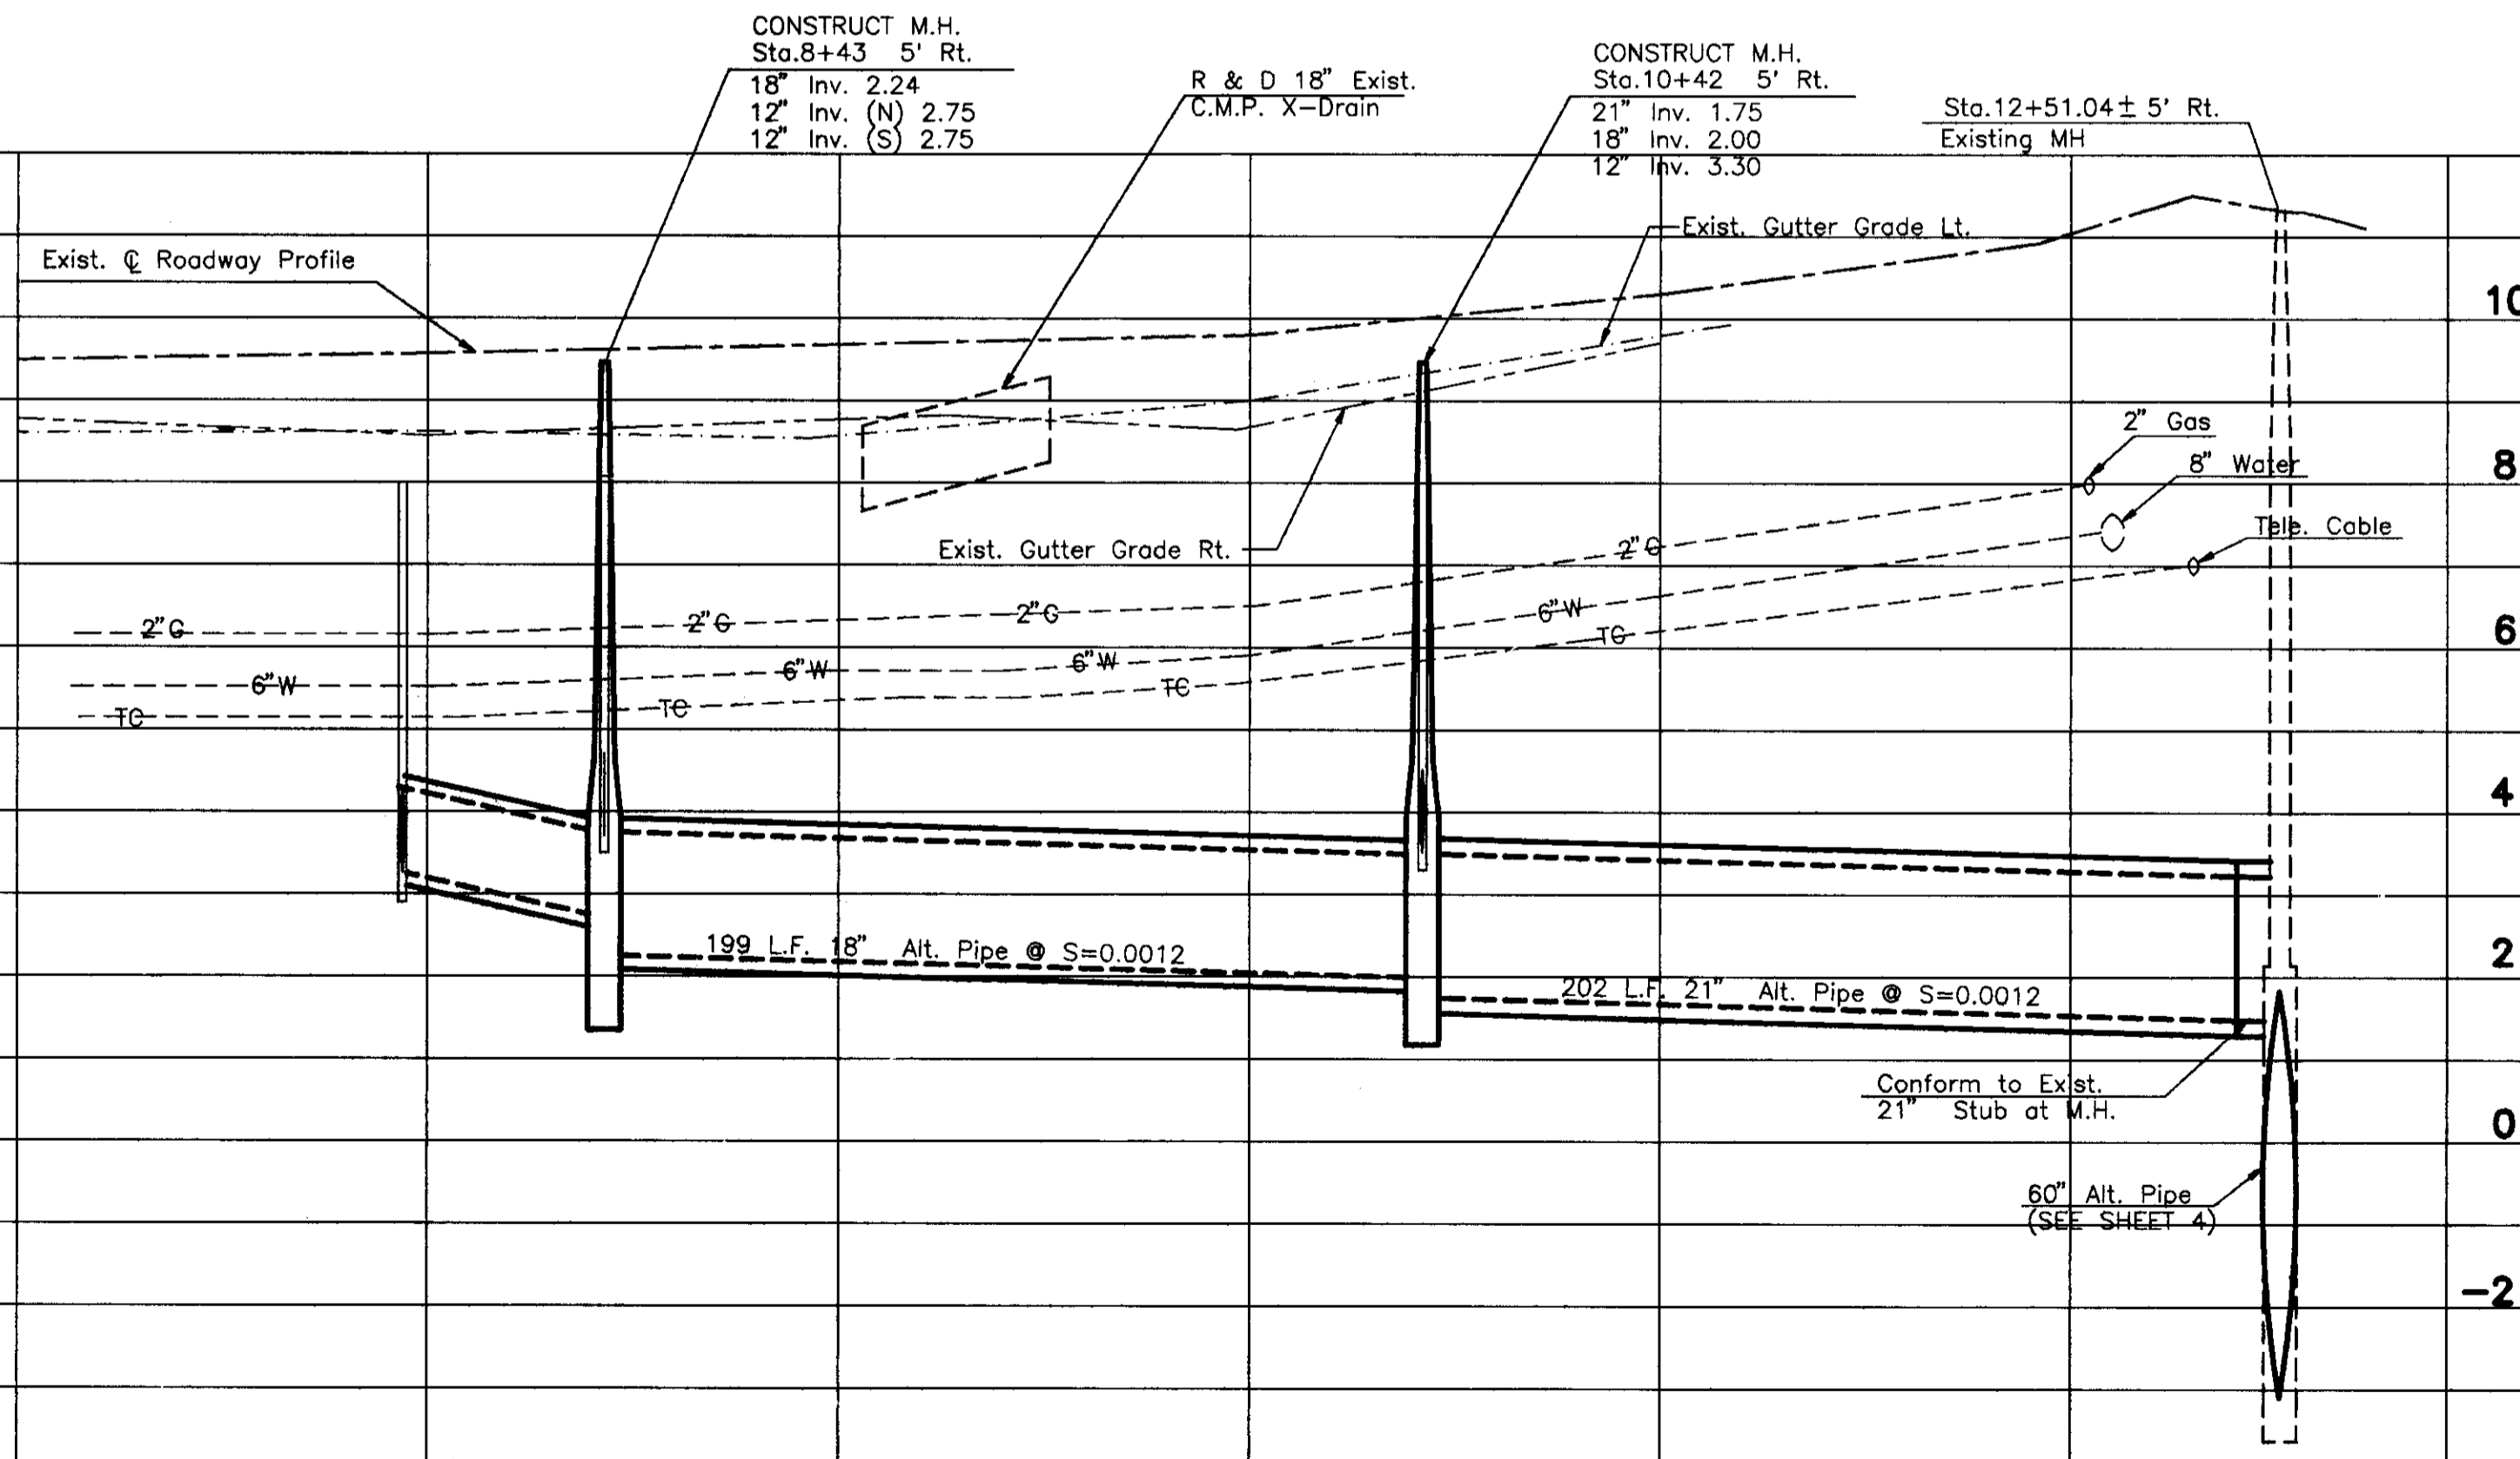 CONSTRUCT M.H.
Sta.8+43 5' Rt.
18" Inv. 2.24
12" Inv. (N) 2.75
12" Inv. (S) 2.75
R & D 18" Exist.
C.M.P. X-Drain
CONSTRUCT M.H.
Sta.10+42 5' Rt.
21" Inv. 1.75
18" Inv. 2.00
12" Inv. 3.30
Sta.12+51.04± 5' Rt.
Existing MH
Exist. Gutter Grade Lt.
Exist. ℄ Roadway Profile
10
2" Gas
8" Water
8
Tele. Cable
Exist. Gutter Grade Rt.
2"G
2"G
2"G
2"G
6"W
6"W
6"W
6"W
TC
TC
TC
TC
6
4
199 L.F. 18" Alt. Pipe @ S=0.0012
2
202 L.F. 21" Alt. Pipe @ S=0.0012
Conform to Exist.
21" Stub at M.H.
0
60" Alt. Pipe
(SEE SHEET 4)
-2